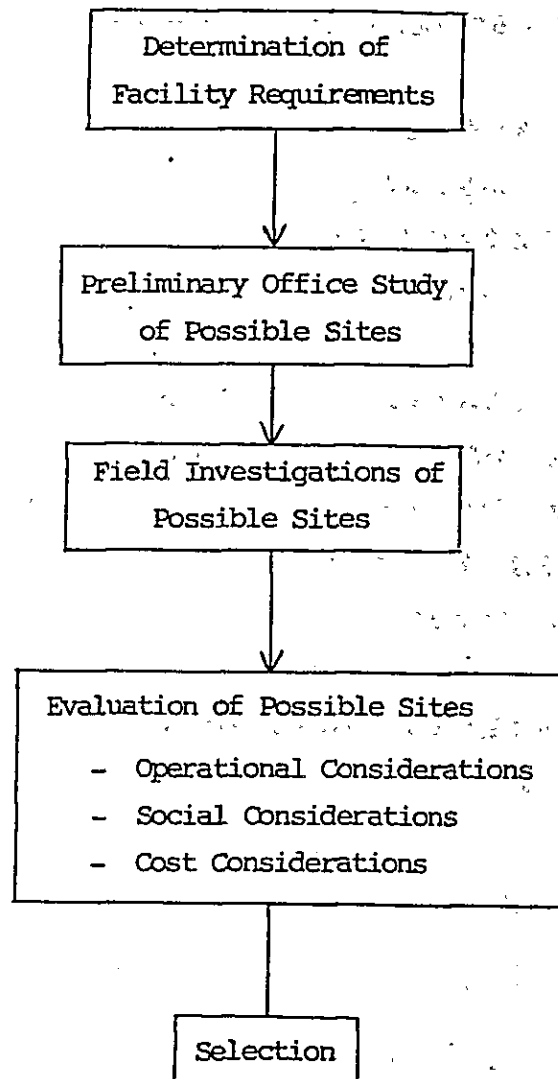 Determination of
Facility Requirements
Preliminary Office Study
of Possible Sites
Field Investigations of
Possible Sites
Evaluation of Possible Sites
- Operational Considerations
- Social Considerations
- Cost Considerations
Selection